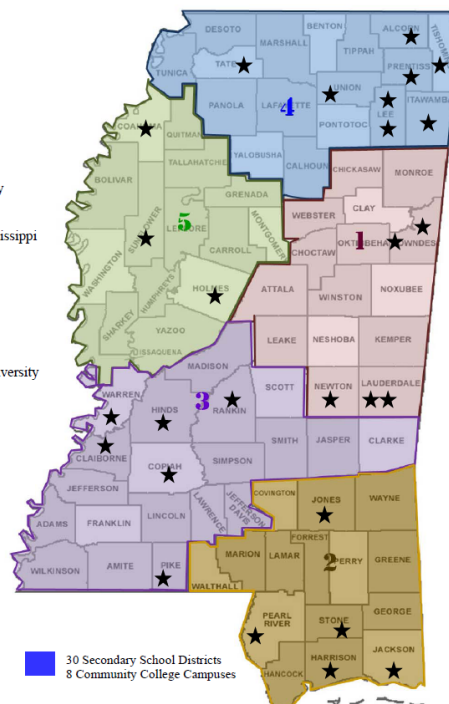 DESOTO
BENTON
ALCORN
TISHOMI
MARSHALL
TIPPAH
TUNICA
TATE
PRENTISS
UNION
PANOLA
LAFAYETTE
4
ITAWAMBA
LEE
PONTOTOC
COAHOMA
QUITMAN
YALOBUSHA
CALHOUN
TALLAHATCHIE
CHICKASAW
MONROE
BOLIVAR
y
GRENADA
CLAY
WEBSTER
5
SUNFLOWER
LEFLORE
MONTGOMERY
issippi
1
OKTIBBEHA
LOWNDES
CARROLL
CHOCTAW
WASHINGTON
HUMPHREYS
HOLMES
ATTALA
WINSTON
NOXUBEE
SHARKEY
YAZOO
ISSAQUENA
LEAKE
NESHOBA
KEMPER
MADISON
versity
WARREN
SCOTT
NEWTON
LAUDERDALE
HINDS
3
RANKIN
CLAIBORNE
SMITH
JASPER
CLARKE
COPIAH
SIMPSON
JEFFERSON
LAWRENCE
JEFFERSON
DAVIS
COVINGTON
JONES
WAYNE
ADAMS
FRANKLIN
LINCOLN
FORREST
MARION
LAMAR
2
PERRY
GREENE
WILKINSON
AMITE
PIKE
WALTHALL
PEARL
RIVER
STONE
GEORGE
HARRISON
JACKSON
HANCOCK
30 Secondary School Districts
8 Community College Campuses